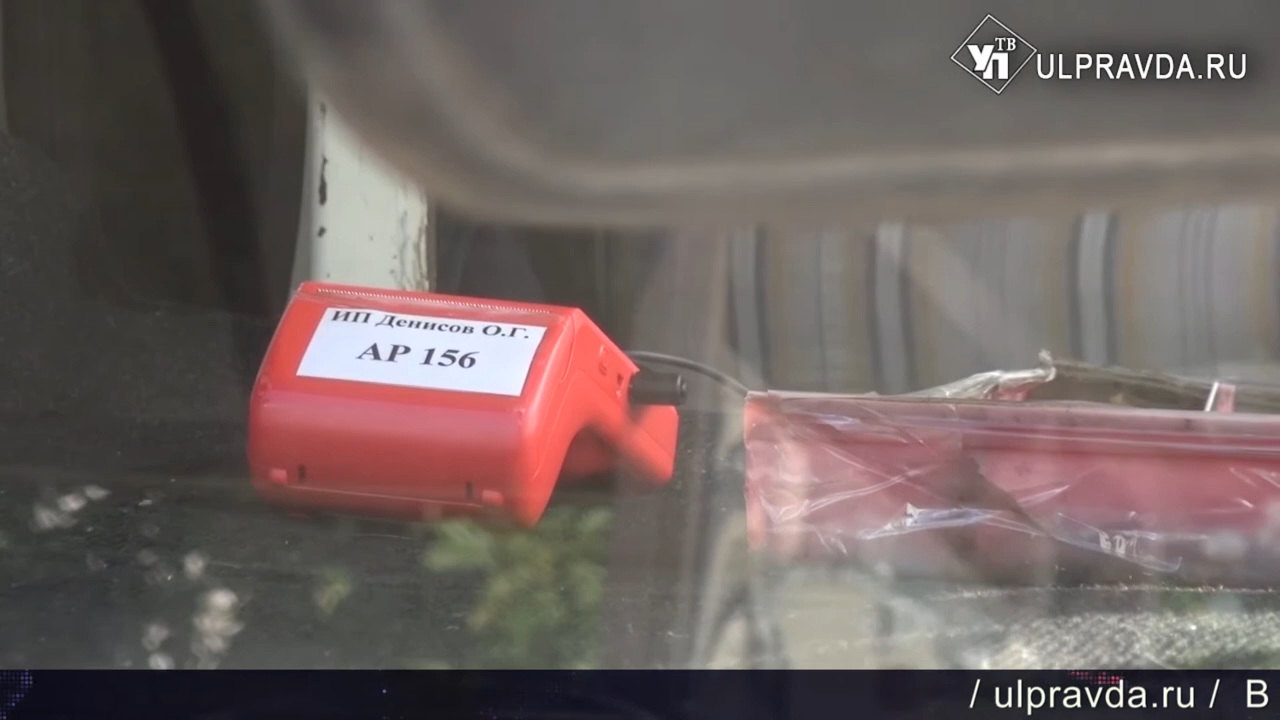 ТВ
УП
ULPRAVDA.RU
ИП Денисов О.Г.
АР 156
/ ulpravda.ru / В